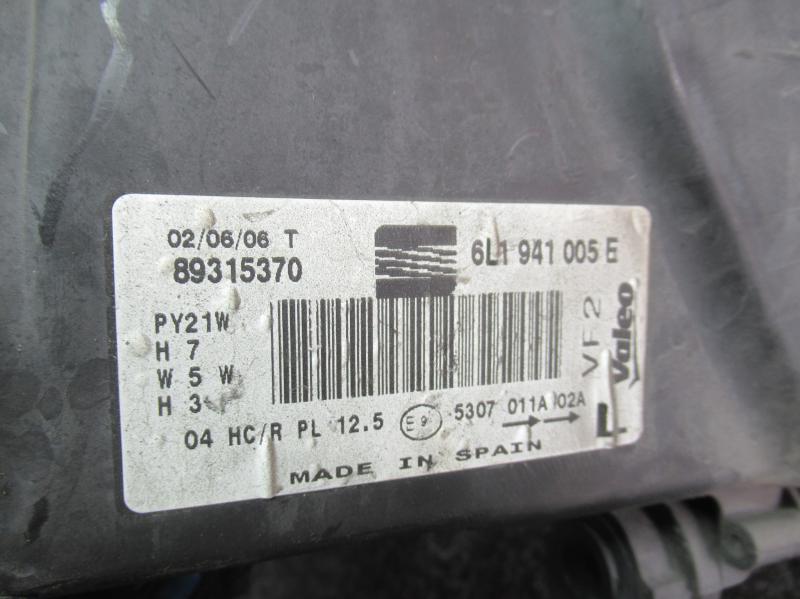 02/06/06 T
89315370
6L1 941 005 E
PY21W
H 7
W 5 W
H 3
VF2
Valeo
04 HC/R PL 12.5 E9 5307 011A 02A
L
MADE IN SPAIN